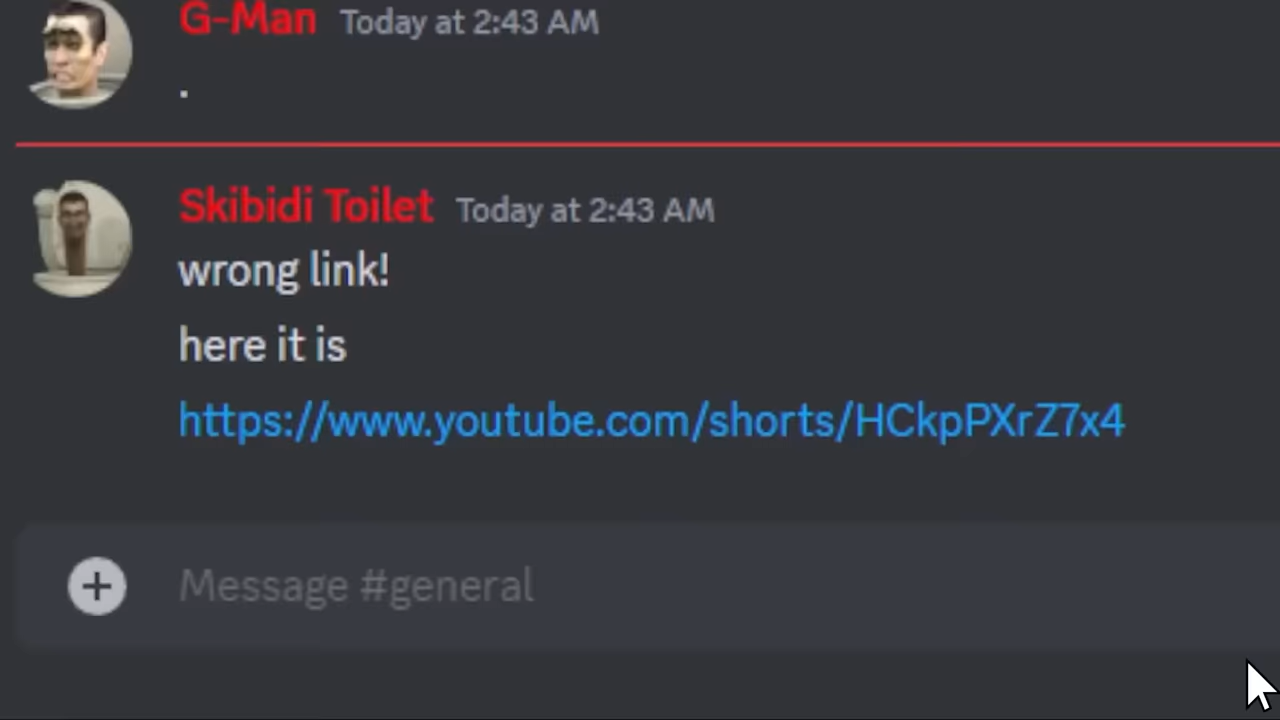 G-Man Today at 2:43 AM
.
Skibidi Toilet Today at 2:43 AM
wrong link!
here it is
https://www.youtube.com/shorts/HCkpPXrZ7x4
Message #general